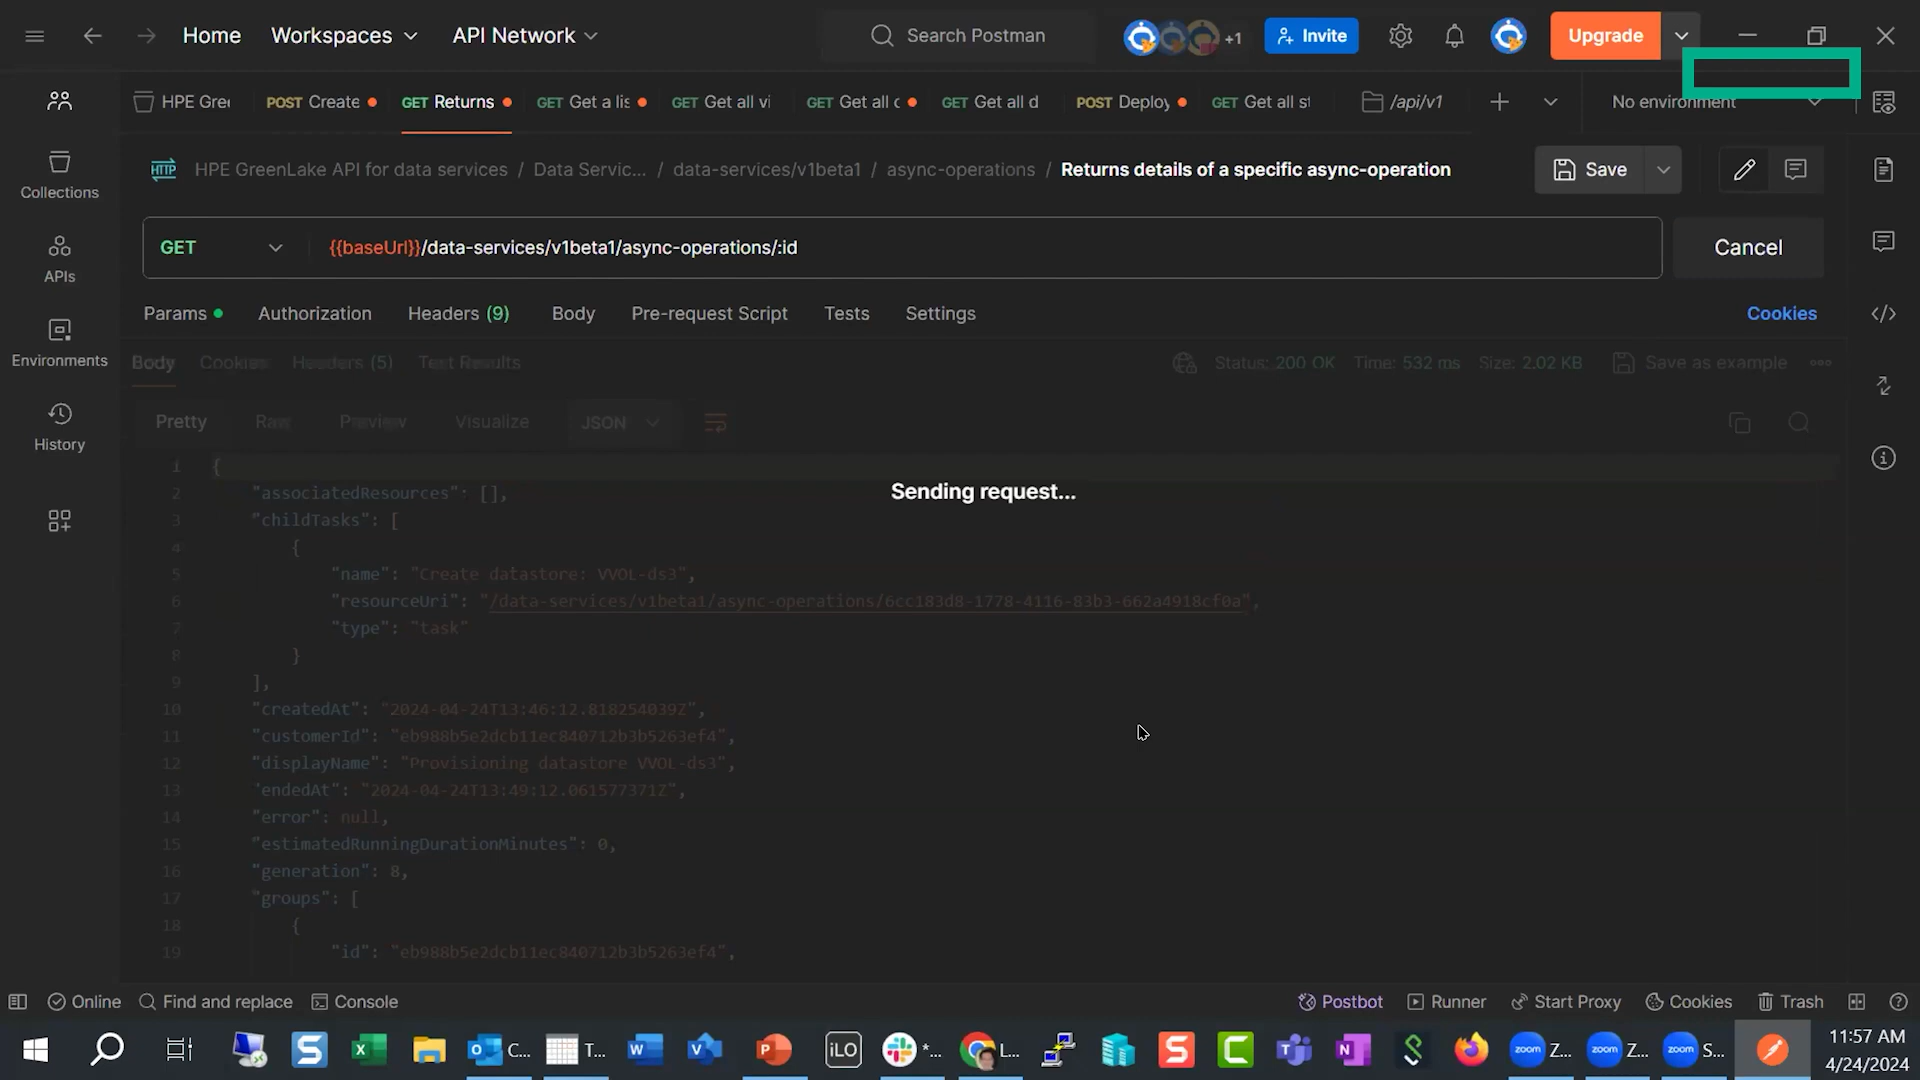 Home Workspaces API Network Search Postman +1 Invite Upgrade
HPE Gre POST Create GET Returns GET Get a lis GET Get all vi GET Get all c GET Get all d POST Deploy GET Get all st /api/v1 No environment
HTTP HPE GreenLake API for data services / Data Servic... / data-services/v1beta1 / async-operations / Returns details of a specific async-operation Save
Collections
GET {{baseUrl}}/data-services/v1beta1/async-operations/:id Cancel
APIs
Params Authorization Headers (9) Body Pre-request Script Tests Settings Cookies
Environments
Body Cookies Headers (5) Test Results Status: 200 OK Time: 532 ms Size: 2.02 KB Save as example
Pretty Raw Preview Visualize JSON
History
Sending request...
1 {
2 "associatedResources": [],
3 "childTasks": [
4 {
5 "name": "Create datastore: VVOL-ds3",
6 "resourceUri": "/data-services/v1beta1/async-operations/6cc183d8-1778-4116-83b3-662a4918cf0a",
7 "type": "task"
8 }
9 ],
10 "createdAt": "2024-04-24T13:46:12.818254039Z",
11 "customerId": "eb988b5e2dcb11ec840712b3b5263ef4",
12 "displayName": "Provisioning datastore VVOL-ds3",
13 "endedAt": "2024-04-24T13:49:12.061577371Z",
14 "error": null,
15 "estimatedRunningDurationMinutes": 0,
16 "generation": 8,
17 "groups": [
18 {
19 "id": "eb988b5e2dcb11ec840712b3b5263ef4",
Online Find and replace Console Postbot Runner Start Proxy Cookies Trash
C... T... iLO *... L... zoom Z... zoom Z... zoom S...
11:57 AM
4/24/2024